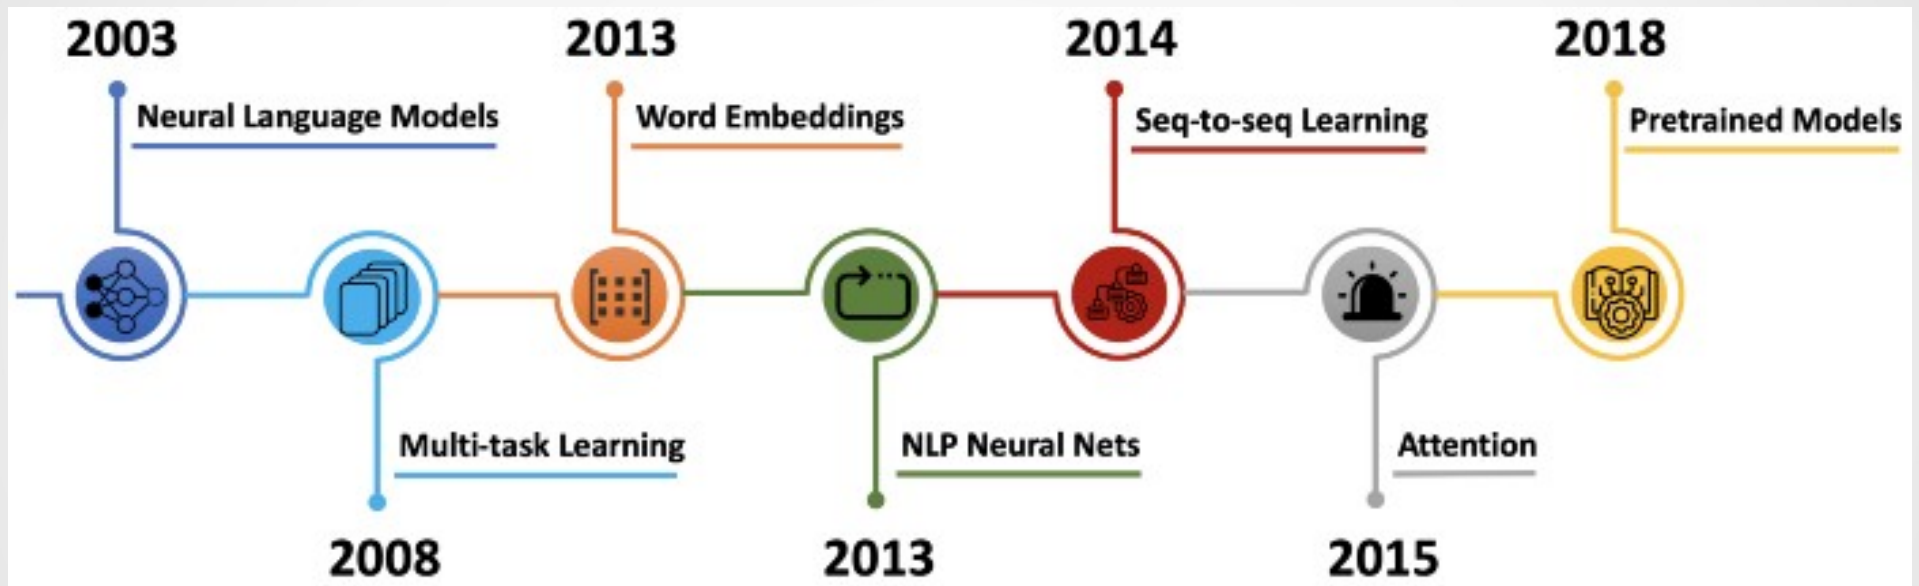 2003
Neural Language Models
2008
Multi-task Learning
2013
Word Embeddings
2013
NLP Neural Nets
2014
Seq-to-seq Learning
2015
Attention
2018
Pretrained Models